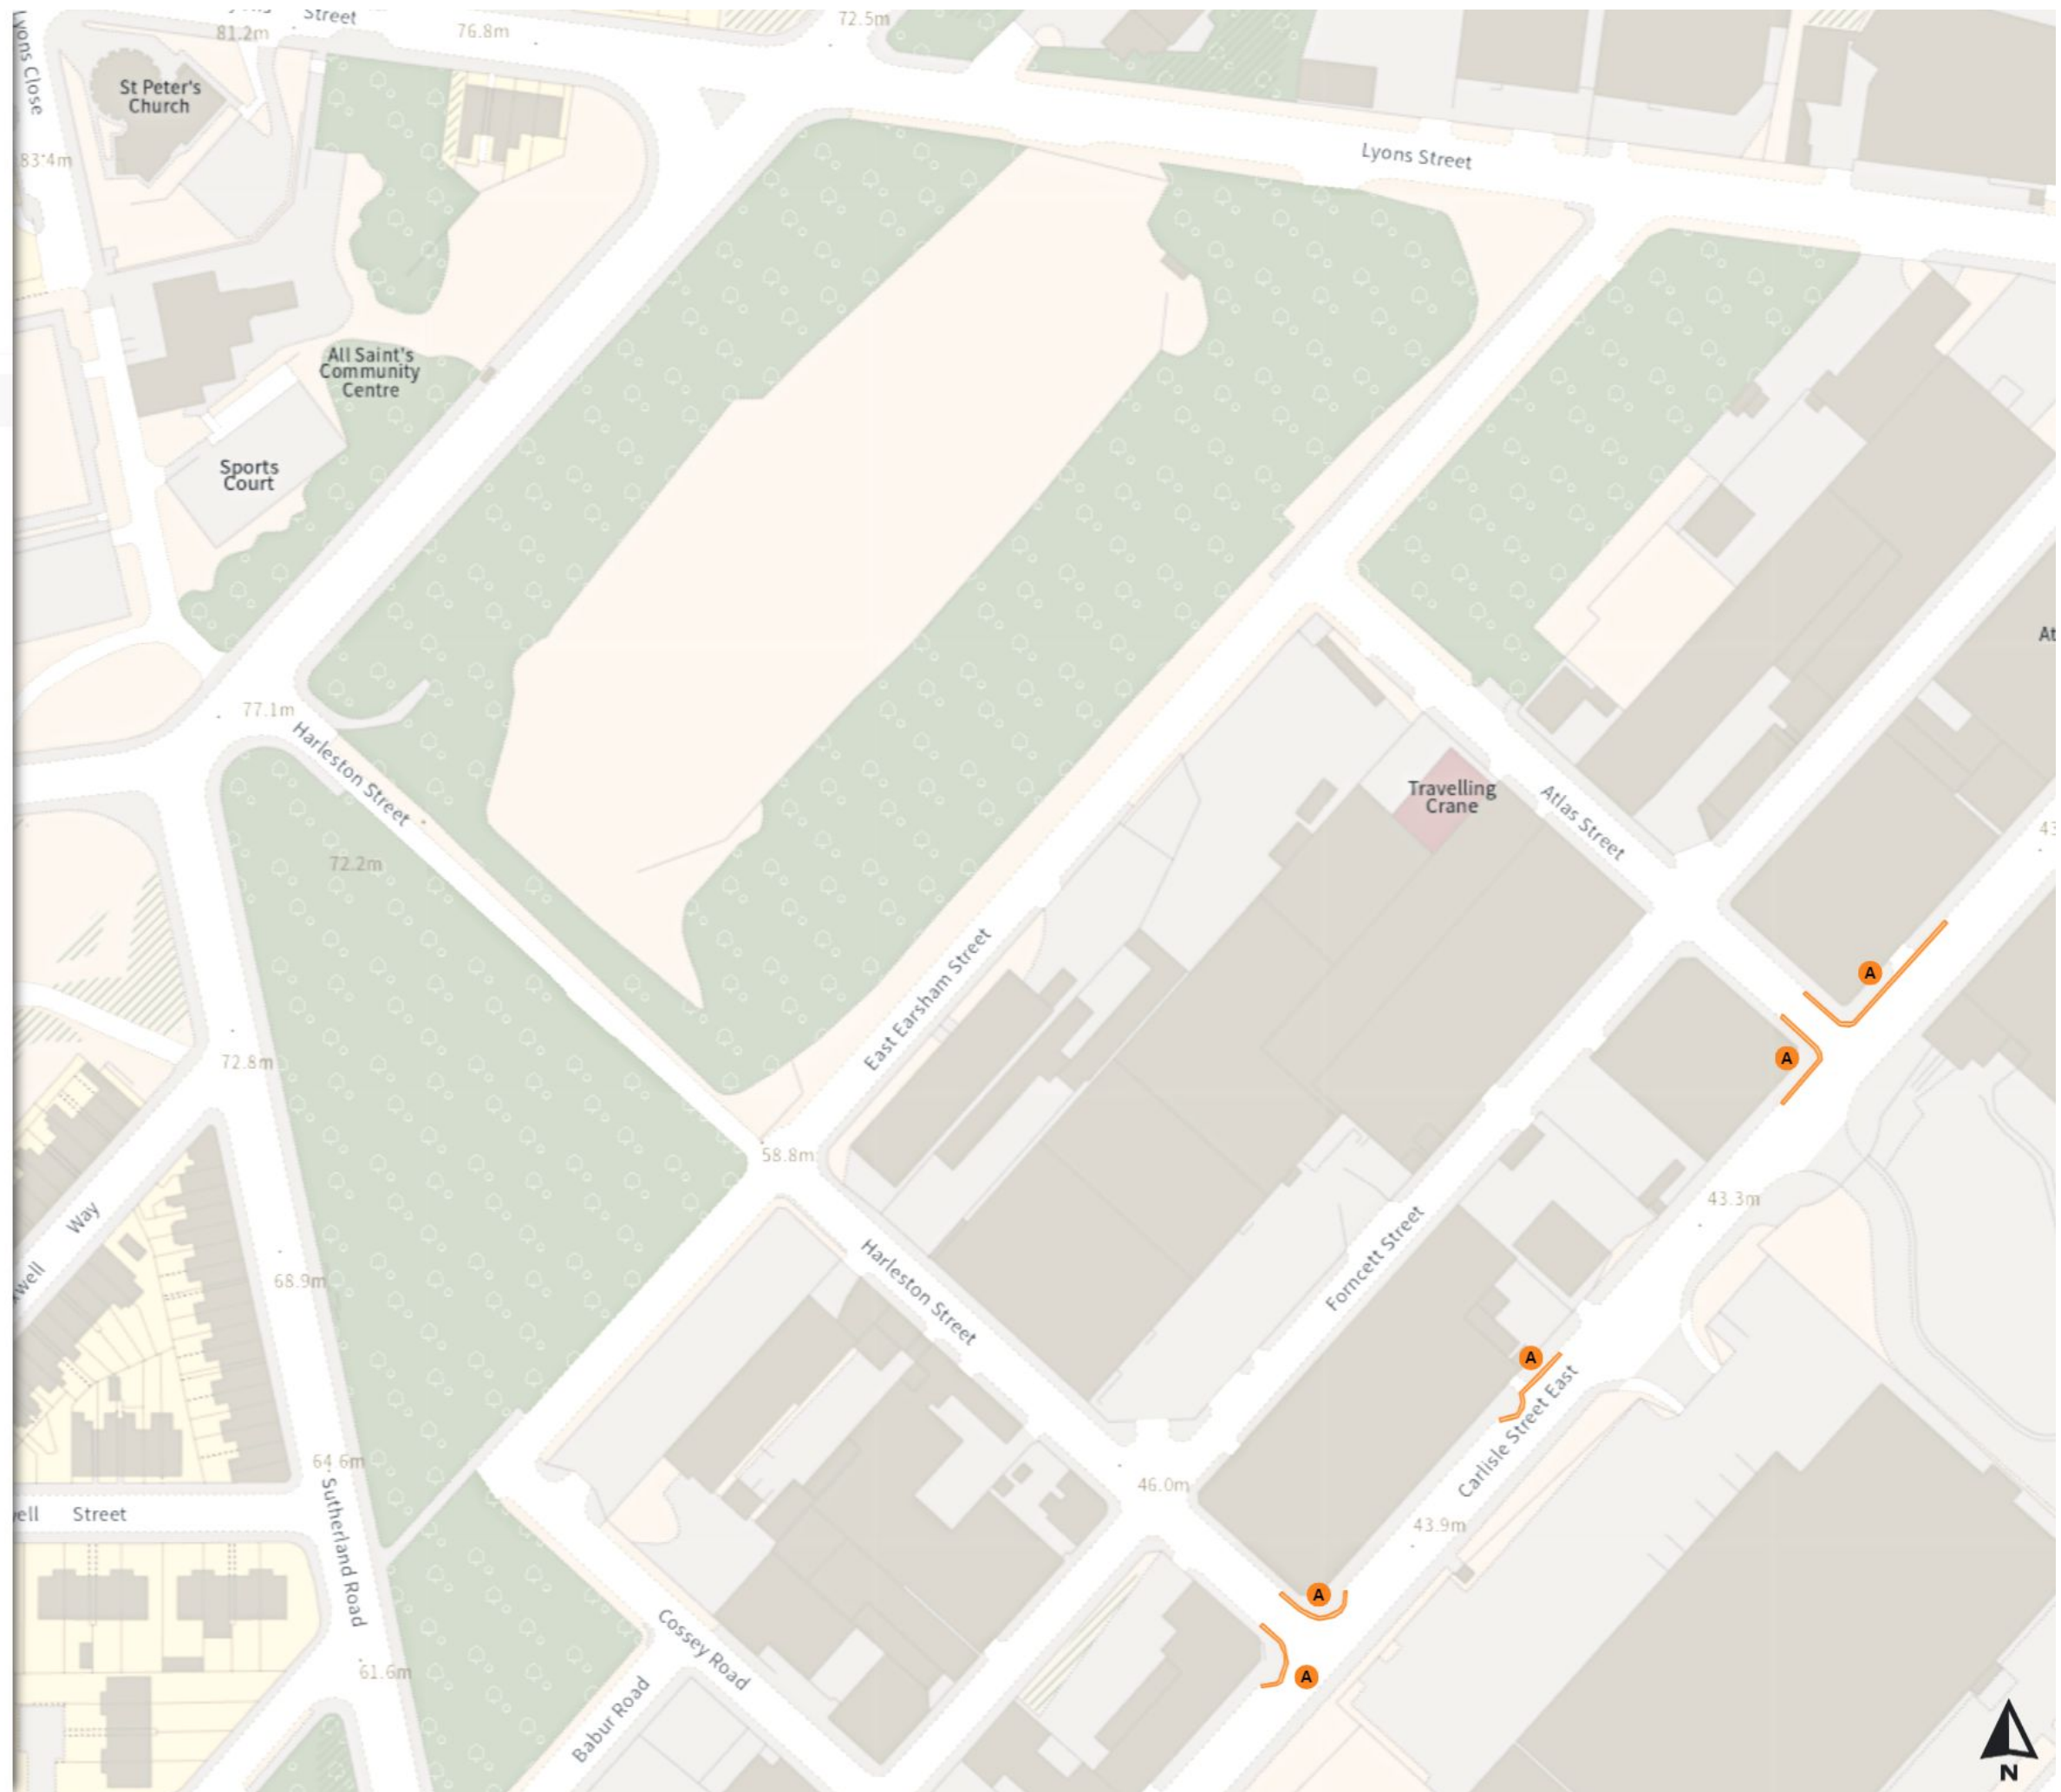 Street
72.5m
81.2m
76.8m
Lyons Close
St Peter's
Church
83.4m
Lyons Street
All Saint's
Community
Centre
Sports
Court
77.1m
Harleston Street
72.2m
Travelling
Crane
Atlas Street
East Earsham Street
A
A
72.8m
58.8m
Way
43.3m
Forncett Street
Harleston Street
68.9m
A
Carlisle Street East
64.6m
46.0m
Sutherland Road
Street
43.9m
A
Cossey Road
A
61.6m
Babur Road
N